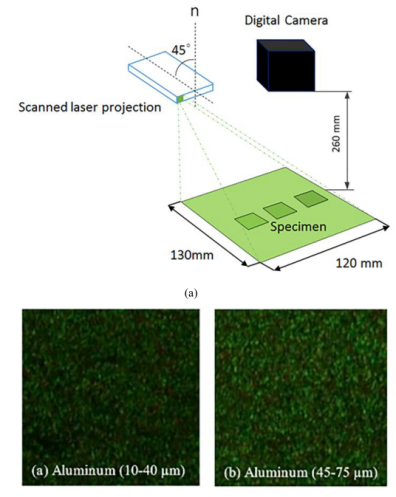 n
Digital Camera
45°
Scanned laser projection
260 mm
Specimen
130mm
120 mm
(a)
(a) Aluminum (10-40 µm)
(b) Aluminum (45-75 µm)